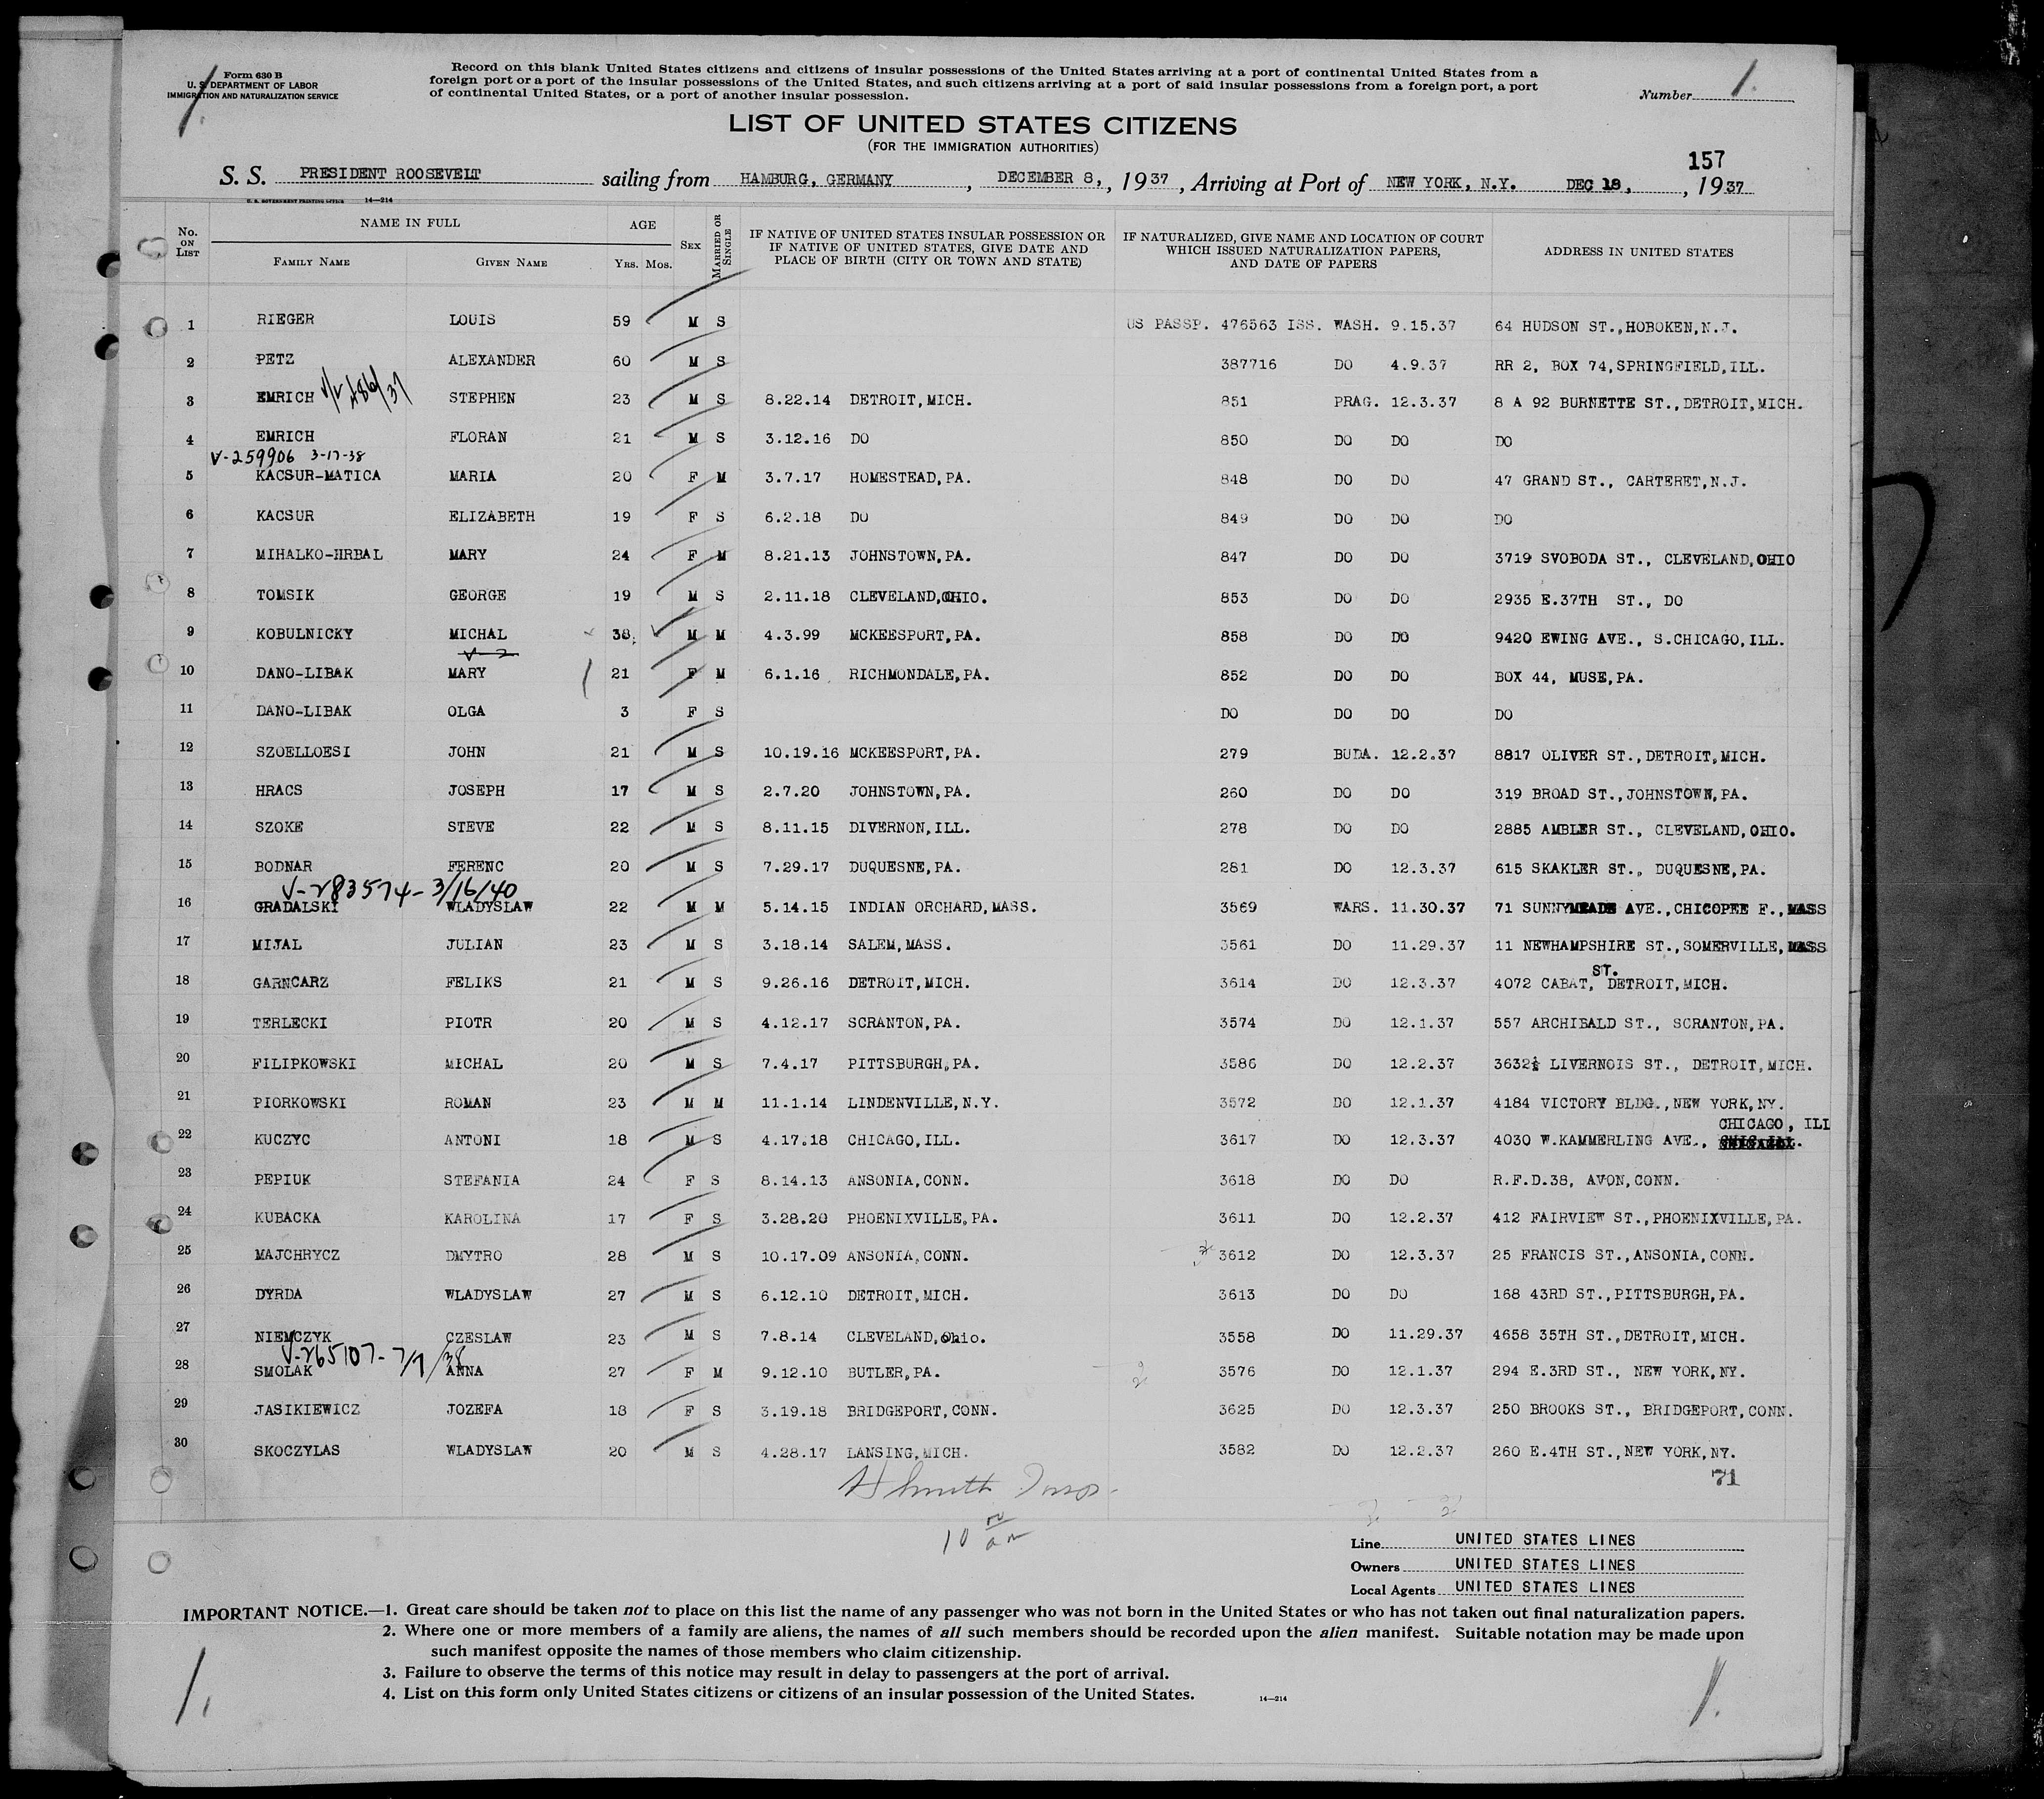 Form 630 B
U. S. DEPARTMENT OF LABOR
IMMIGRATION AND NATURALIZATION SERVICE
Record on this blank United States citizens and citizens of insular possessions of the United States arriving at a port of continental United States from a
foreign port or a port of the insular possessions of the United States, and such citizens arriving at a port of said insular possessions from a foreign port, a port
of continental United States, or a port of another insular possession.
Number 1.
1.
LIST OF UNITED STATES CITIZENS
(FOR THE IMMIGRATION AUTHORITIES)
157
S. S. PRESIDENT ROOSEVELT sailing from HAMBURG, GERMANY, DECEMBER 8, , 1937, Arriving at Port of NEW YORK, N.Y. DEC 18, , 1937
U. S. GOVERNMENT PRINTING OFFICE 14—214
No. ON LIST NAME IN FULL FAMILY NAME GIVEN NAME AGE YRS. MOS. SEX MARRIED OR SINGLE IF NATIVE OF UNITED STATES INSULAR POSSESSION OR IF NATIVE OF UNITED STATES, GIVE DATE AND PLACE OF BIRTH (CITY OR TOWN AND STATE) IF NATURALIZED, GIVE NAME AND LOCATION OF COURT WHICH ISSUED NATURALIZATION PAPERS, AND DATE OF PAPERS ADDRESS IN UNITED STATES
1 RIEGER LOUIS 59 M S US PASSP. 476563 ISS. WASH. 9.15.37 64 HUDSON ST., HOBOKEN, N.J.
2 PETZ ALEXANDER 60 M S 387716 DO 4.9.37 RR 2, BOX 74, SPRINGFIELD, ILL.
3 EMRICH STEPHEN 23 M S 8.22.14 DETROIT, MICH. 851 PRAG. 12.3.37 8 A 92 BURNETTE ST., DETROIT, MICH.
4 EMRICH FLORAN 21 M S 3.12.16 DO 850 DO DO DO
V-259906 3-17-38
5 KACSUR-MATICA MARIA 20 F M 3.7.17 HOMESTEAD, PA. 848 DO DO 47 GRAND ST., CARTERET, N.J.
6 KACSUR ELIZABETH 19 F S 6.2.18 DO 849 DO DO DO
7 MIHALKO-HRBAL MARY 24 F M 8.21.13 JOHNSTOWN, PA. 847 DO DO 3719 SVOBODA ST., CLEVELAND, OHIO
8 TOMSIK GEORGE 19 M S 2.11.18 CLEVELAND, OHIO. 853 DO DO 2935 E.37TH ST., DO
9 KOBULNICKY MICHAL 38 M M 4.3.99 MCKEESPORT, PA. 858 DO DO 9420 EWING AVE., S.CHICAGO, ILL.
10 DANO-LIBAK MARY 21 F M 6.1.16 RICHMONDALE, PA. 852 DO DO BOX 44, MUSE, PA.
11 DANO-LIBAK OLGA 3 F S DO DO DO DO
12 SZOELLOESI JOHN 21 M S 10.19.16 MCKEESPORT, PA. 279 BUDA. 12.2.37 8817 OLIVER ST., DETROIT, MICH.
13 HRACS JOSEPH 17 M S 2.7.20 JOHNSTOWN, PA. 260 DO DO 319 BROAD ST., JOHNSTOWN, PA.
14 SZOKE STEVE 22 M S 8.11.15 DIVERNON, ILL. 278 DO DO 2885 AMBLER ST., CLEVELAND, OHIO.
15 BODNAR FERENC 20 M S 7.29.17 DUQUESNE, PA. 281 DO 12.3.37 615 SKAKLER ST., DUQUESNE, PA.
V-283574-3/16/40
16 GRADALSKI WLADYSLAW 22 M M 5.14.15 INDIAN ORCHARD, MASS. 3569 WARS. 11.30.37 71 SUNNYMEADE AVE., CHICOPEE F., MASS
17 MIJAL JULIAN 23 M S 3.18.14 SALEM, MASS. 3561 DO 11.29.37 11 NEWHAMPSHIRE ST., SOMERVILLE, MASS
18 GARNCARZ FELIKS 21 M S 9.26.16 DETROIT, MICH. 3614 DO 12.3.37 4072 CABAT, ST. DETROIT, MICH.
19 TERLECKI PIOTR 20 M S 4.12.17 SCRANTON, PA. 3574 DO 12.1.37 557 ARCHIBALD ST., SCRANTON, PA.
20 FILIPKOWSKI MICHAL 20 M S 7.4.17 PITTSBURGH, PA. 3586 DO 12.2.37 3632½ LIVERNOIS ST., DETROIT, MICH.
21 PIORKOWSKI ROMAN 23 M M 11.1.14 LINDENVILLE, N.Y. 3572 DO 12.1.37 4184 VICTORY BLDG., NEW YORK, NY.
22 KUCZYC ANTONI 18 M S 4.17.18 CHICAGO, ILL. 3617 DO 12.3.37 4030 W.KAMMERLING AVE., CHICAGO, ILL
23 PEPIUK STEFANIA 24 F S 8.14.13 ANSONIA, CONN. 3618 DO DO R.F.D.38, AVON, CONN.
24 KUBACKA KAROLINA 17 F S 3.28.20 PHOENIXVILLE, PA. 3611 DO 12.2.37 412 FAIRVIEW ST., PHOENIXVILLE, PA.
25 MAJCHRYCZ DMYTRO 28 M S 10.17.09 ANSONIA, CONN. 3612 DO 12.3.37 25 FRANCIS ST., ANSONIA, CONN.
26 DYRDA WLADYSLAW 27 M S 6.12.10 DETROIT, MICH. 3613 DO DO 168 43RD ST., PITTSBURGH, PA.
27 NIEMCZYK CZESLAW 23 M S 7.8.14 CLEVELAND, Ohio. 3558 DO 11.29.37 4658 35TH ST., DETROIT, MICH.
V-265107-7/7/38
28 SMOLAK ANNA 27 F M 9.12.10 BUTLER, PA. 3576 DO 12.1.37 294 E.3RD ST., NEW YORK, NY.
29 JASIKIEWICZ JOZEFA 18 F S 3.19.18 BRIDGEPORT, CONN. 3625 DO 12.3.37 250 BROOKS ST., BRIDGEPORT, CONN.
30 SKOCZYLAS WLADYSLAW 20 M S 4.28.17 LANSING, MICH. 3582 DO 12.2.37 260 E.4TH ST., NEW YORK, NY.
71
Line UNITED STATES LINES
Owners UNITED STATES LINES
Local Agents UNITED STATES LINES
IMPORTANT NOTICE.—1. Great care should be taken not to place on this list the name of any passenger who was not born in the United States or who has not taken out final naturalization papers.
2. Where one or more members of a family are aliens, the names of all such members should be recorded upon the alien manifest. Suitable notation may be made upon
such manifest opposite the names of those members who claim citizenship.
3. Failure to observe the terms of this notice may result in delay to passengers at the port of arrival.
4. List on this form only United States citizens or citizens of an insular possession of the United States.
14—214
1.
1.